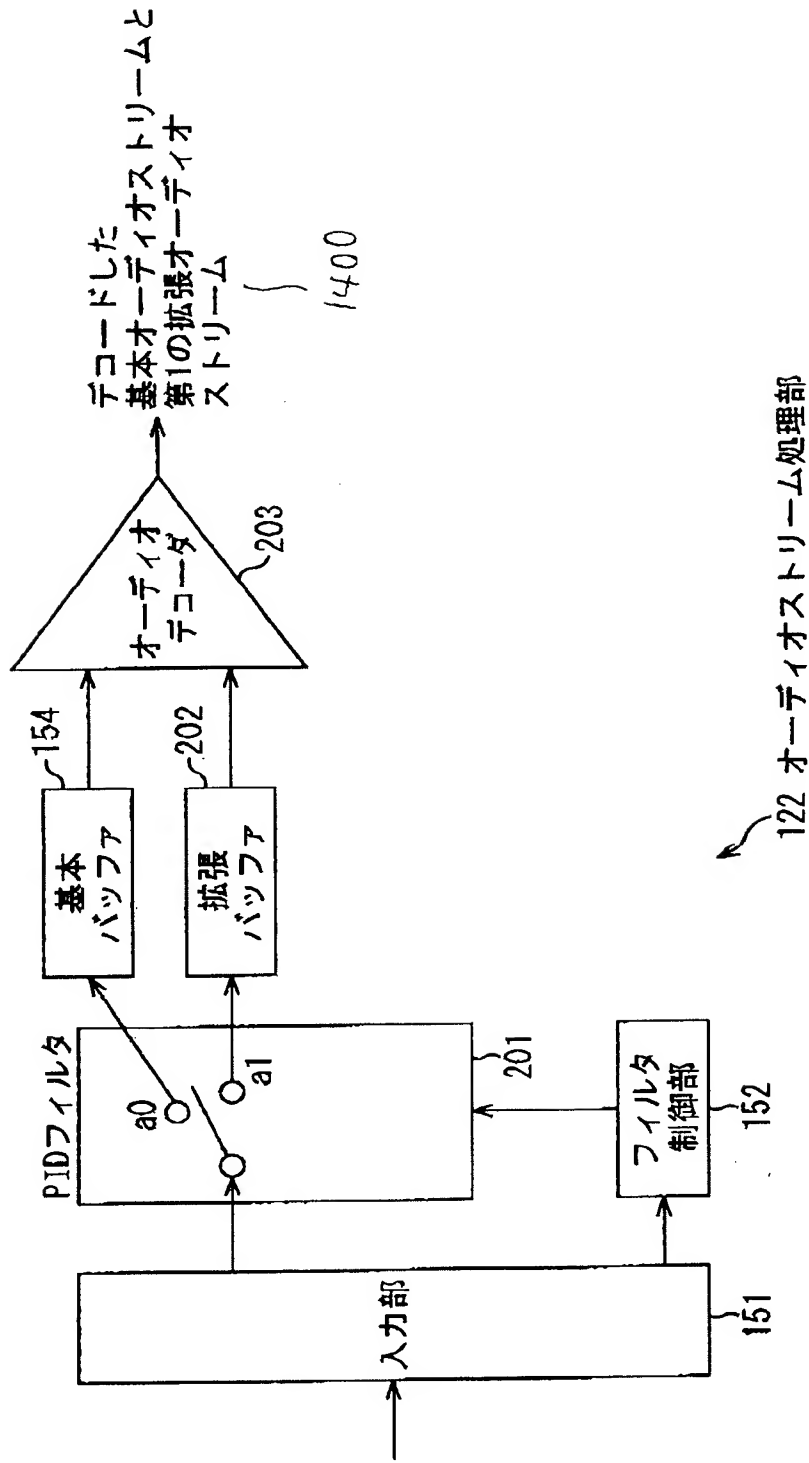 デコードした
基本オーディオストリームと
第1の拡張オーディオ
ストリーム
1400
オーディオ
デコーダ
203
154
基本
バッファ
202
拡張
バッファ
PIDフィルタ
a0
a1
201
フィルタ
制御部
152
入力部
151
122 オーディオストリーム処理部